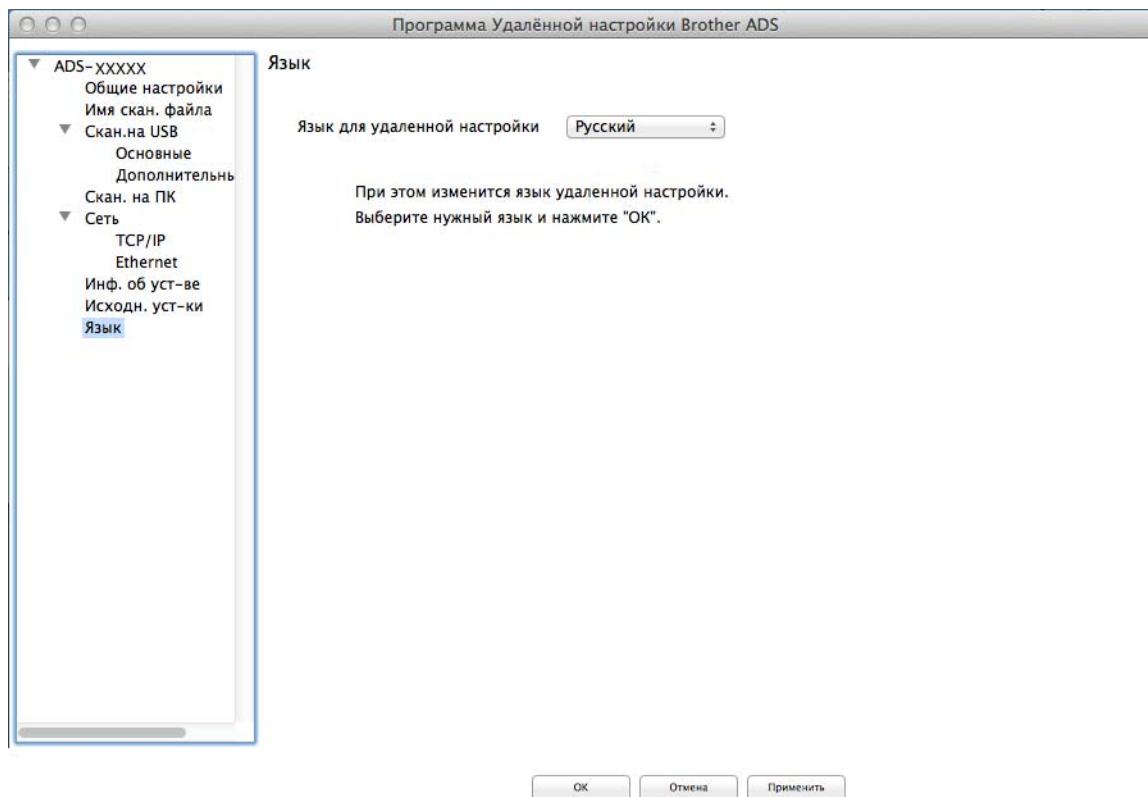 Программа Удалённой настройки Brother ADS
ADS-XXXXX
Общие настройки
Имя скан. файла
Скан.на USB
Основные
Дополнительнь
Скан. на ПК
Сеть
TCP/IP
Ethernet
Инф. об уст-ве
Исходн. уст-ки
Язык
Язык
Язык для удаленной настройки Русский
При этом изменится язык удаленной настройки.
Выберите нужный язык и нажмите "ОК".
ОК Отмена Применить